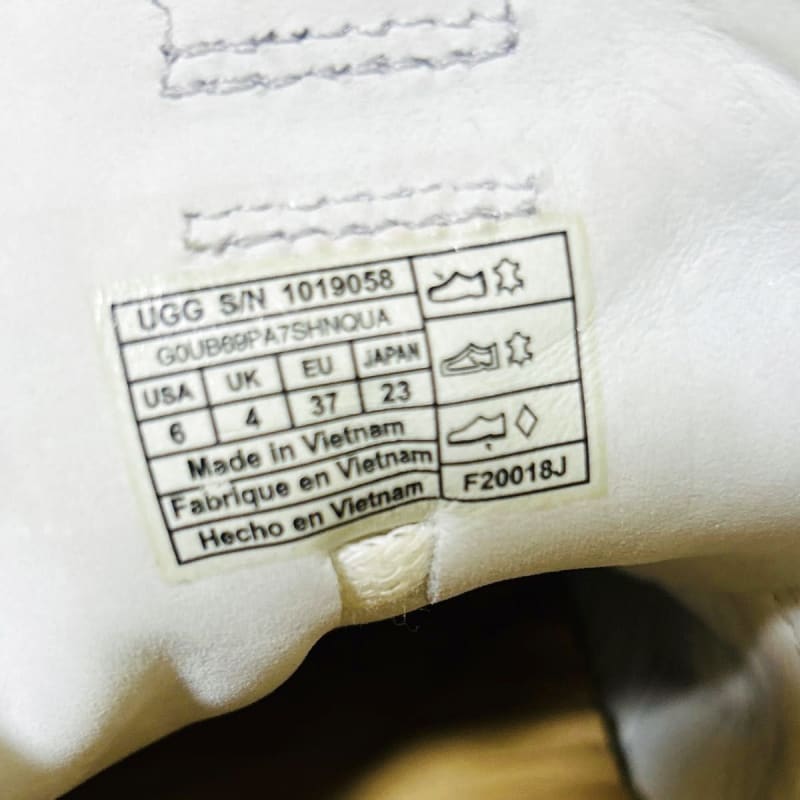 UGG S/N 1019058
G0UB69PA7SHNQUA
USA UK EU JAPAN
6 4 37 23
Made in Vietnam
Fabrique en Vietnam
Hecho en Vietnam
F20018J